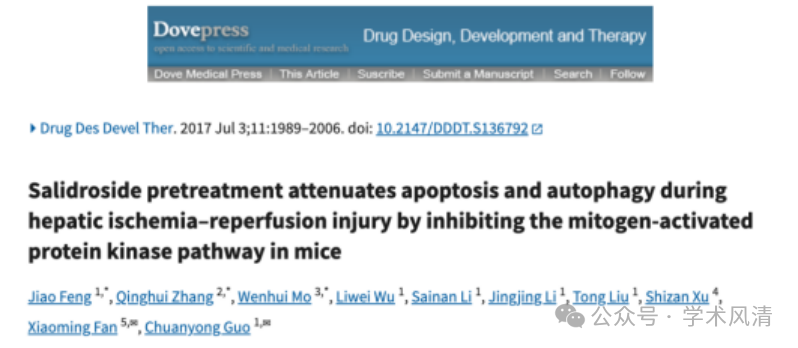 Dovepress
open access to scientific and medical research
Drug Design, Development and Therapy
Dove Medical Press | This Article | Suscribe | Submit a Manuscript | Search | Follow
Drug Des Devel Ther. 2017 Jul 3;11:1989–2006. doi: 10.2147/DDDT.S136792
Salidroside pretreatment attenuates apoptosis and autophagy during
hepatic ischemia–reperfusion injury by inhibiting the mitogen-activated
protein kinase pathway in mice
Jiao Feng 1,*, Qinghui Zhang 2,*, Wenhui Mo 3,*, Liwei Wu 1, Sainan Li 1, Jingjing Li 1, Tong Liu 1, Shizan Xu 4,
Xiaoming Fan 5,✉, Chuanyong Guo 1,✉
公众号 · 学术风清